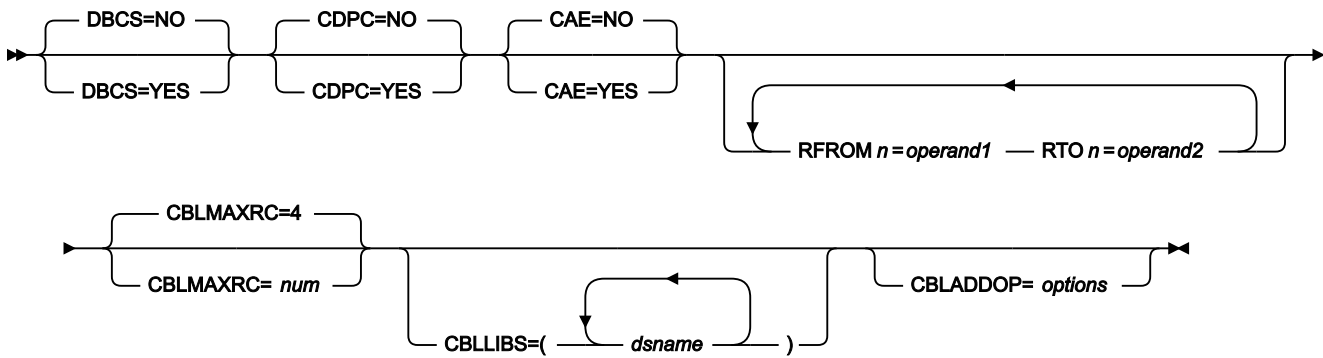 DBCS=NO CDPC=NO CAE=NO
DBCS=YES CDPC=YES CAE=YES
RFROM n = operand1 RTO n = operand2
CBLMAXRC=4
CBLMAXRC= num CBLADDOP= options
CBLLIBS=( dsname )